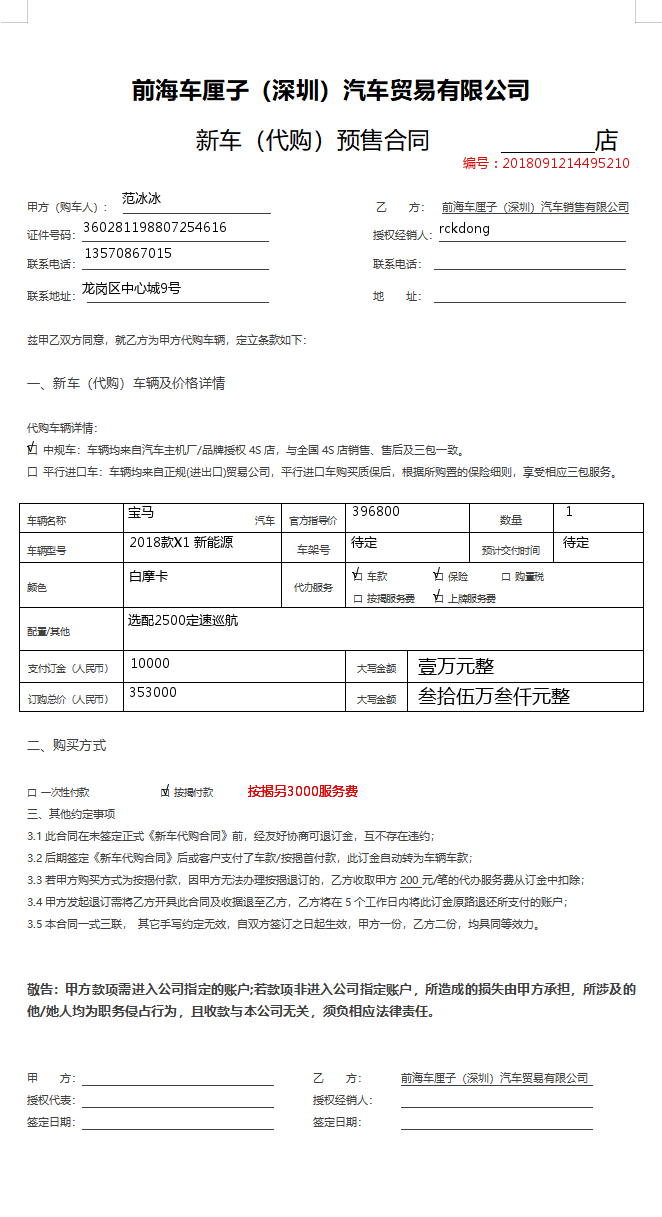 前海车厘子（深圳）汽车贸易有限公司
新车（代购）预售合同 ________店
编号：2018091214495210
甲方（购车人）： 范冰冰 乙 方： 前海车厘子（深圳）汽车销售有限公司
证件号码： 360281198807254616 授权经销人： rckdong
联系电话： 13570867015 联系电话：
联系地址： 龙岗区中心城9号 地 址：
兹甲乙双方同意，就乙方为甲方代购车辆，定立条款如下：
一、新车（代购）车辆及价格详情
代购车辆详情：
☑ 中规车：车辆均来自汽车主机厂/品牌授权 4S 店，与全国 4S 店销售、售后及三包一致。
□ 平行进口车：车辆均来自正规(进出口)贸易公司，平行进口车购买质保后，根据所购置的保险细则，享受相应三包服务。
车辆名称 宝马 汽车 官方指导价 396800 数量 1
车辆型号 2018款X1 新能源 车架号 待定 预计交付时间 待定
颜色 白摩卡 代办服务 ☑ 车款 ☑ 保险 □ 购置税
□ 按揭服务费 ☑ 上牌服务费
配置/其他 选配2500定速巡航
支付订金（人民币） 10000 大写金额 壹万元整
订购总价（人民币） 353000 大写金额 叁拾伍万叁仟元整
二、购买方式
□ 一次性付款 ☑ 按揭付款 按揭另3000服务费
三、其他约定事项
3.1 此合同在未签定正式《新车代购合同》前，经友好协商可退订金，互不存在违约；
3.2 后期签定《新车代购合同》后或客户支付了车款/按揭首付款，此订金自动转为车辆车款；
3.3 若甲方购买方式为按揭付款，因甲方无法办理按揭退订的，乙方收取甲方 200 元/笔的代办服务费从订金中扣除；
3.4 甲方发起退订需将乙方开具此合同及收据退至乙方，乙方将在 5 个工作日内将此订金原路退还所支付的账户；
3.5 本合同一式三联， 其它手写约定无效，自双方签订之日起生效，甲方一份，乙方二份，均具同等效力。
敬告：甲方款项需进入公司指定的账户;若款项非进入公司指定账户，所造成的损失由甲方承担，所涉及的
他/她人均为职务侵占行为，且收款与本公司无关，须负相应法律责任。
甲 方： 乙 方： 前海车厘子（深圳）汽车贸易有限公司
授权代表： 授权经销人：
签定日期： 签定日期：